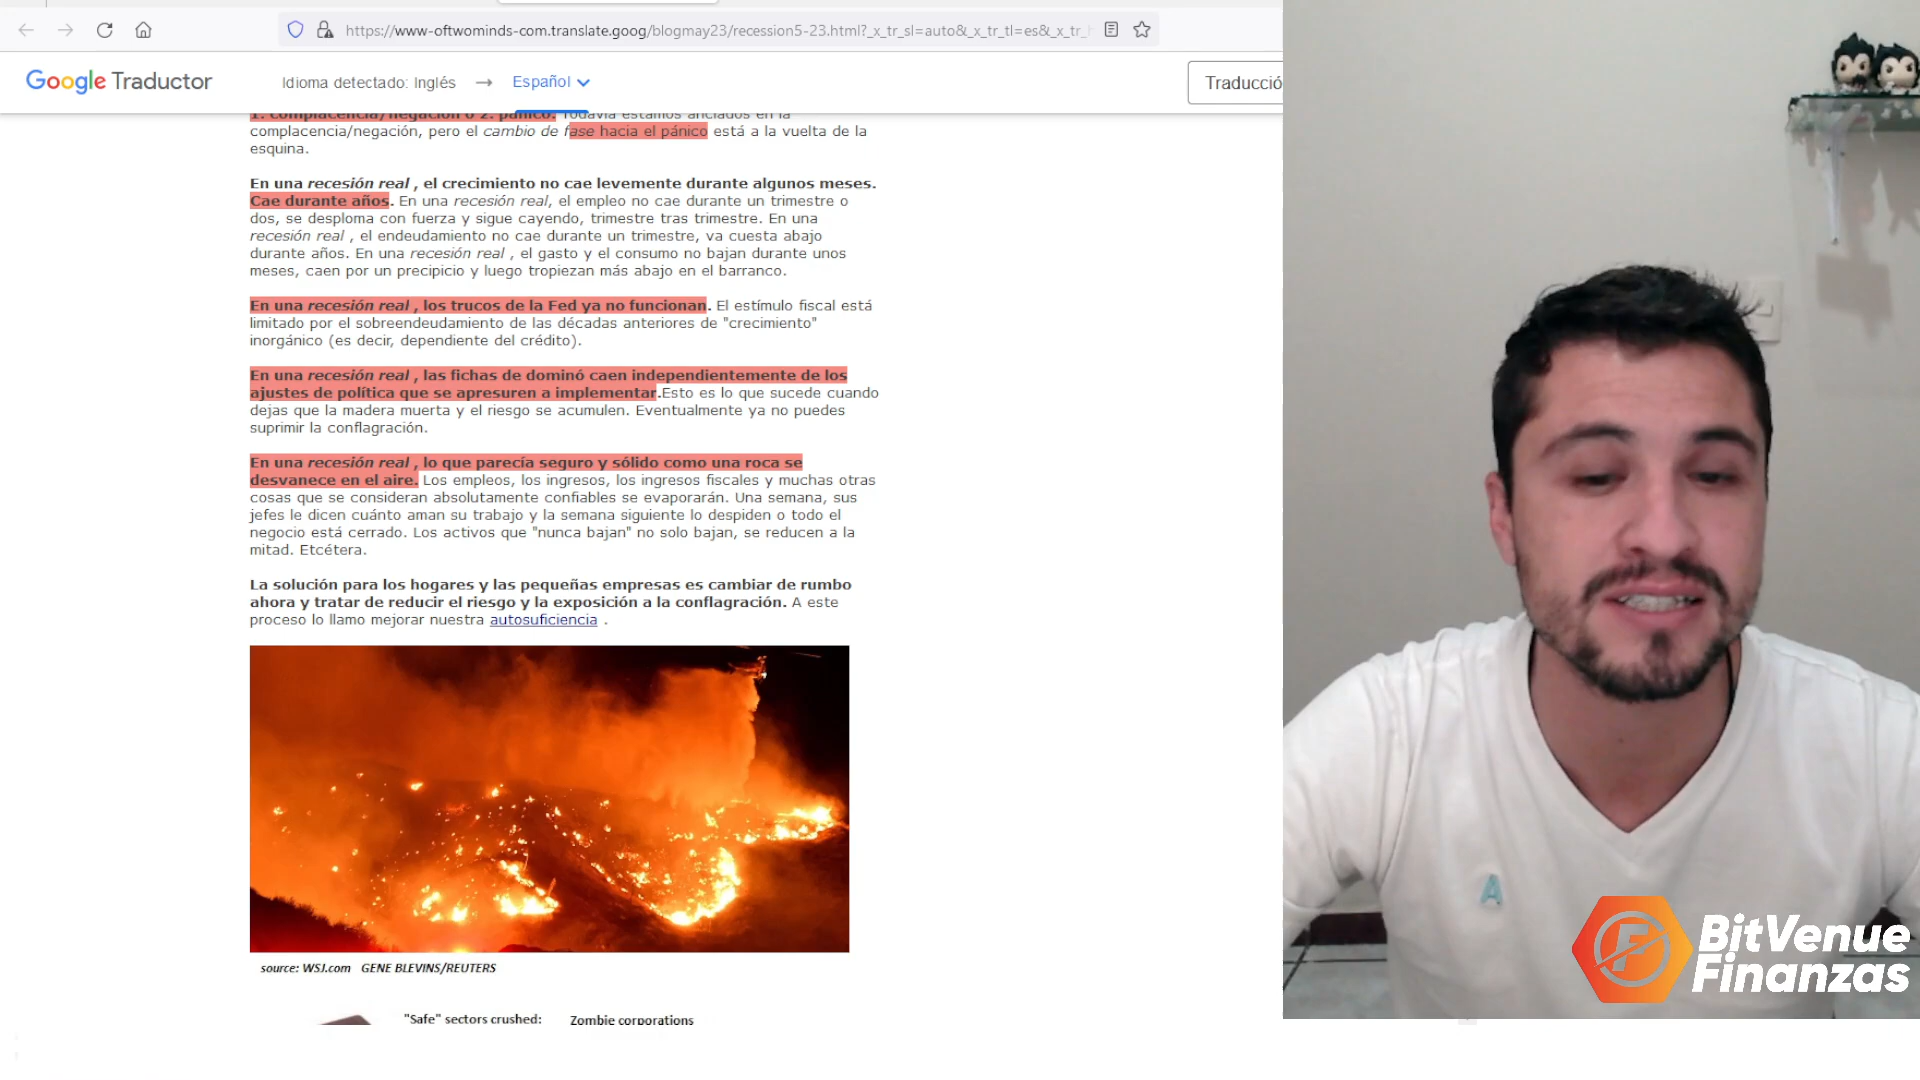 https://www-oftwominds-com.translate.goog/blogmay23/recession5-23.html?_x_tr_sl=auto&_x_tr_tl=es&_x_tr_h
Google Traductor
Idioma detectado: Inglés → Español
Traducció
1. complacencia/negación o 2. pánico. Todavía estamos anclados en la
complacencia/negación, pero el cambio de fase hacia el pánico está a la vuelta de la
esquina.
En una recesión real , el crecimiento no cae levemente durante algunos meses.
Cae durante años. En una recesión real, el empleo no cae durante un trimestre o
dos, se desploma con fuerza y sigue cayendo, trimestre tras trimestre. En una
recesión real , el endeudamiento no cae durante un trimestre, va cuesta abajo
durante años. En una recesión real , el gasto y el consumo no bajan durante unos
meses, caen por un precipicio y luego tropiezan más abajo en el barranco.
En una recesión real , los trucos de la Fed ya no funcionan. El estímulo fiscal está
limitado por el sobreendeudamiento de las décadas anteriores de "crecimiento"
inorgánico (es decir, dependiente del crédito).
En una recesión real , las fichas de dominó caen independientemente de los
ajustes de política que se apresuren a implementar.Esto es lo que sucede cuando
dejas que la madera muerta y el riesgo se acumulen. Eventualmente ya no puedes
suprimir la conflagración.
En una recesión real , lo que parecía seguro y sólido como una roca se
desvanece en el aire. Los empleos, los ingresos, los ingresos fiscales y muchas otras
cosas que se consideran absolutamente confiables se evaporarán. Una semana, sus
jefes le dicen cuánto aman su trabajo y la semana siguiente lo despiden o todo el
negocio está cerrado. Los activos que "nunca bajan" no solo bajan, se reducen a la
mitad. Etcétera.
La solución para los hogares y las pequeñas empresas es cambiar de rumbo
ahora y tratar de reducir el riesgo y la exposición a la conflagración. A este
proceso lo llamo mejorar nuestra autosuficiencia .
source: WSJ.com GENE BLEVINS/REUTERS
"Safe" sectors crushed: Zombie corporations
A
BitVenue
Finanzas